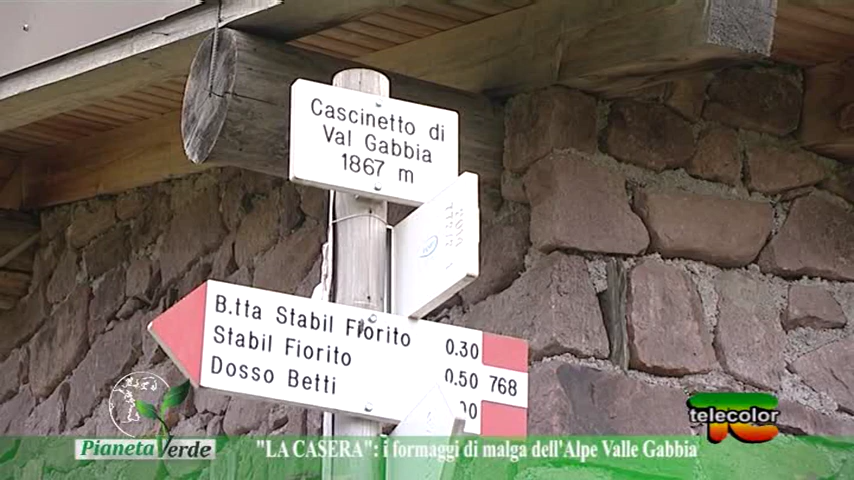 Cascinetto di
Val Gabbia
1867 m
B.tta Stabil Fiorito 0.30
Stabil Fiorito 0.50 768
Dosso Betti
telecolor
Pianeta Verde
"LA CASERA": i formaggi di malga dell'Alpe Valle Gabbia